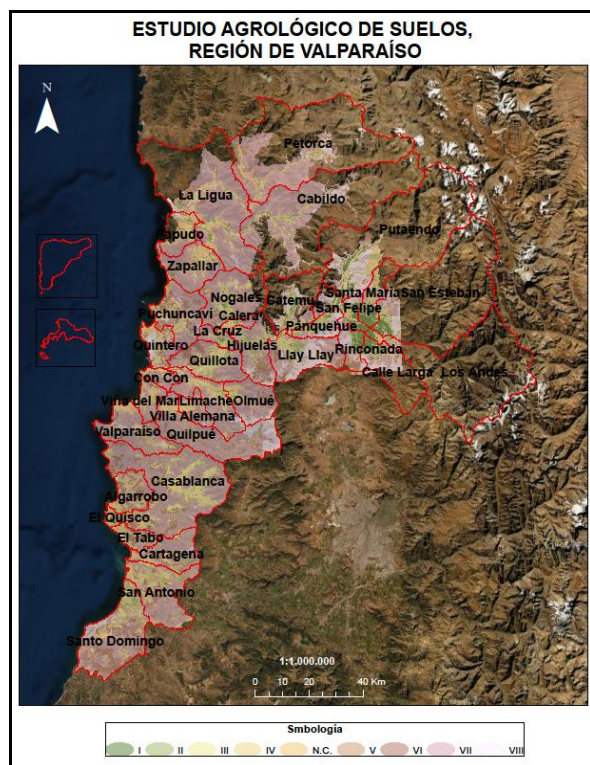 ESTUDIO AGROLÓGICO DE SUELOS,
REGIÓN DE VALPARAÍSO
N
Petorca
La Ligua
Cabildo
Papudo
Putaendo
Zapallar
Nogales
Catemu
Santa María
San Esteban
San Felipe
Puchuncaví
Calera
Panquehue
La Cruz
Quintero
Hijuelas
Llay Llay
Rinconada
Quillota
Calle Larga
Los Andes
Con Cón
Viña del Mar
Limache
Olmué
Villa Alemana
Valparaíso
Quilpué
Casablanca
Algarrobo
El Quisco
El Tabo
Cartagena
San Antonio
Santo Domingo
1:1.000.000
0 10 20 40 Km
Smbología
I II III IV N.C. V VI VII VIII